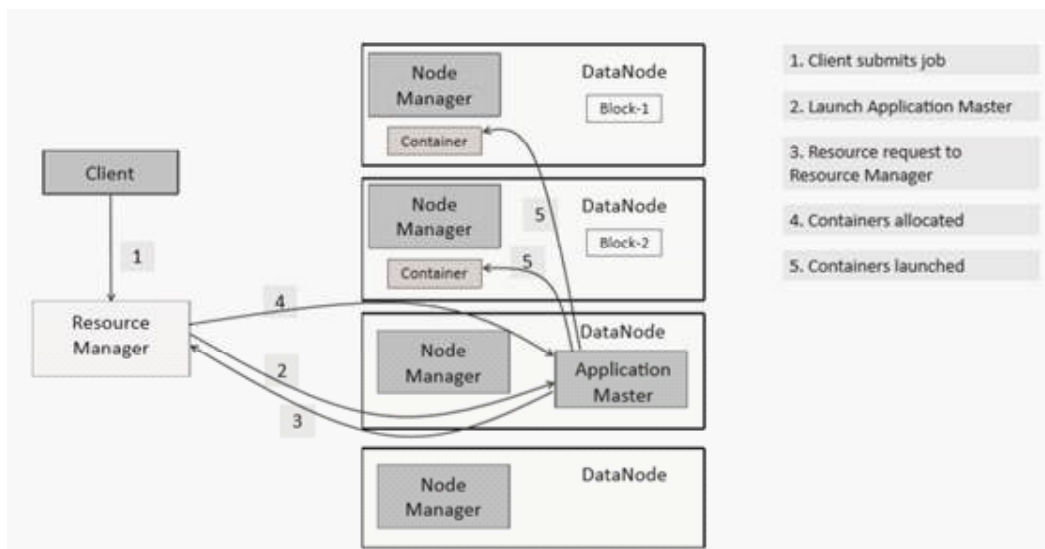 Node
Manager
DataNode
Block-1
Container
1. Client submits job
2. Launch Application Master
3. Resource request to
Resource Manager
4. Containers allocated
5. Containers launched
Client
1
Node
Manager
DataNode
Block-2
Container
5
5
Resource
Manager
4
2
3
Node
Manager
DataNode
Application
Master
Node
Manager
DataNode